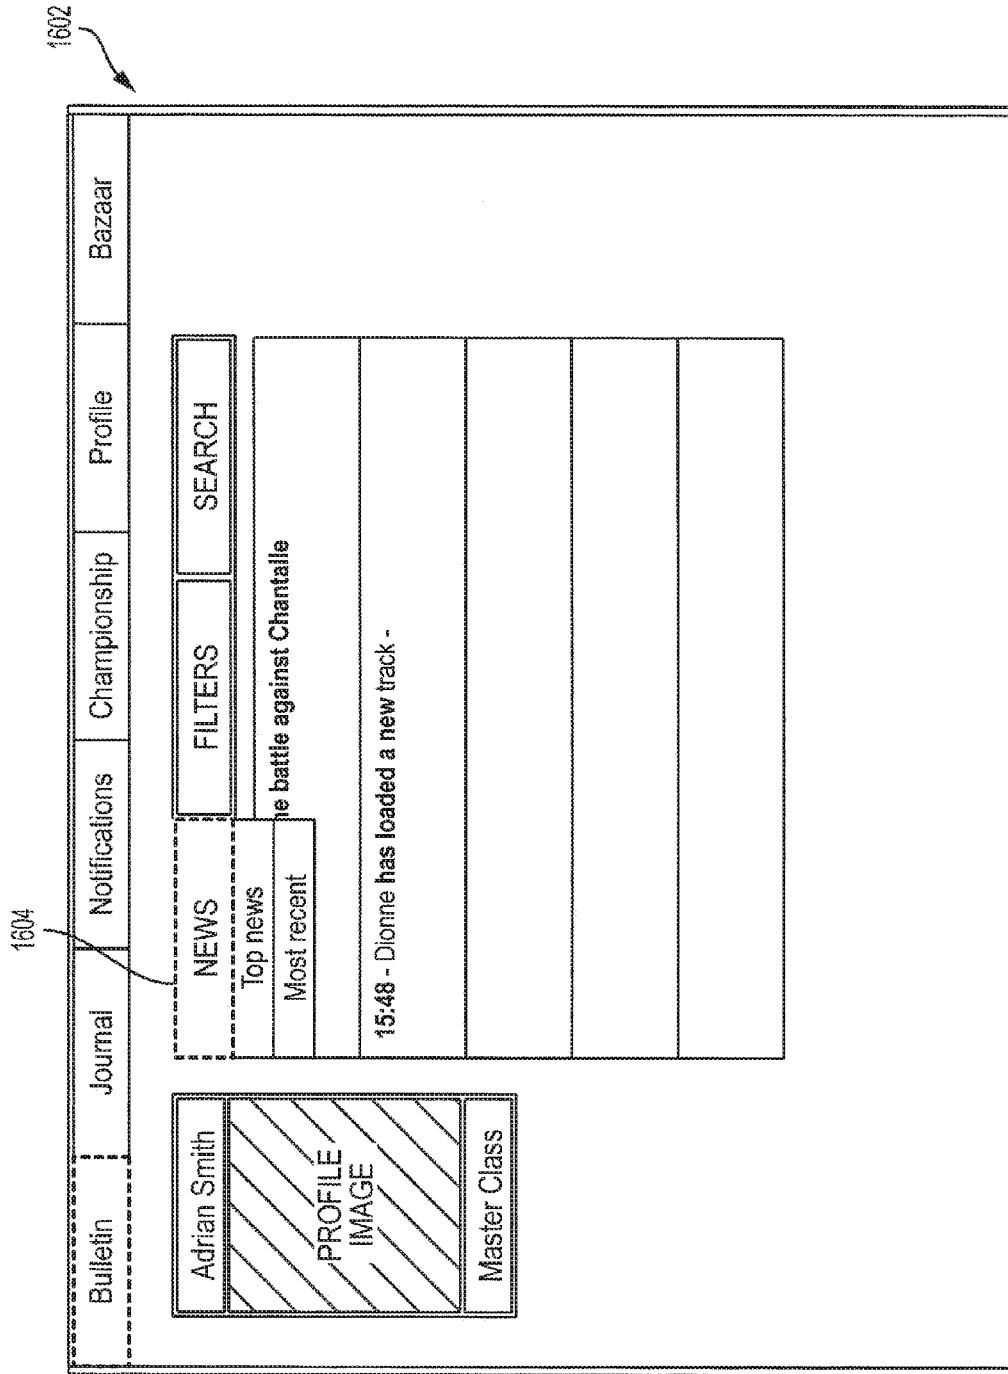 1602
Bulletin
Journal
Notifications
Championship
Profile
Bazaar
1604
Adrian Smith
PROFILE
IMAGE
Master Class
NEWS
FILTERS
SEARCH
Top news
Most recent
battle against Chantalle
15:48 - Dionne has loaded a new track -